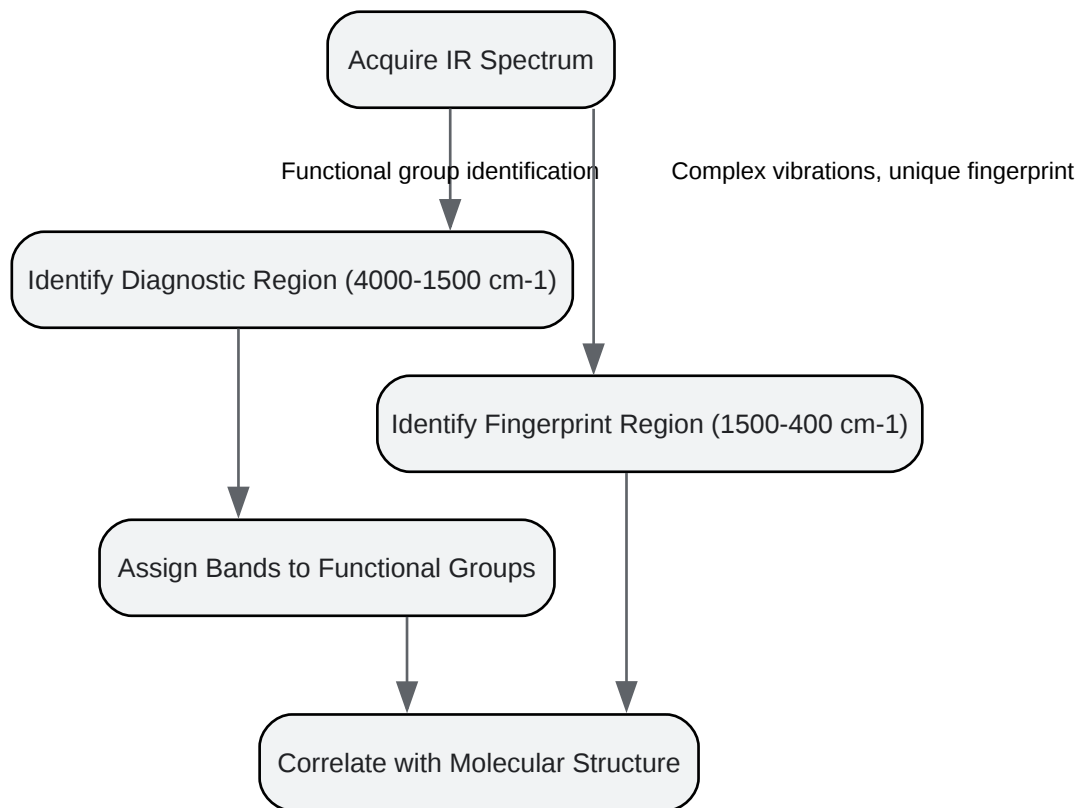 Acquire IR Spectrum
Functional group identification
Complex vibrations, unique fingerprint
Identify Diagnostic Region (4000-1500 cm-1)
Identify Fingerprint Region (1500-400 cm-1)
Assign Bands to Functional Groups
Correlate with Molecular Structure